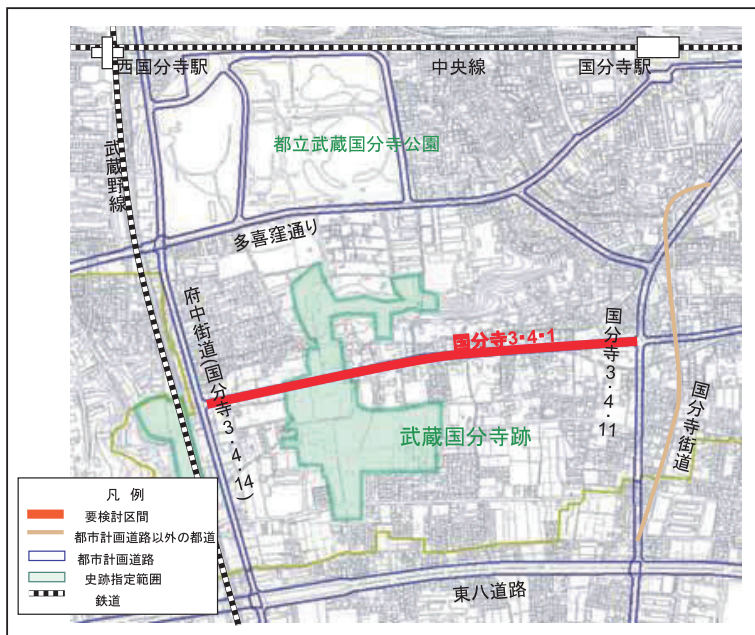 西国分寺駅
中央線
国分寺駅
都立武蔵国分寺公園
武蔵野線
多喜窪通り
府中街道(国分寺3・4・14)
国分寺3・4・1
国分寺3・4・11
国分寺街道
武蔵国分寺跡
東八道路
凡 例
要検討区間
都市計画道路以外の都道
都市計画道路
史跡指定範囲
鉄道